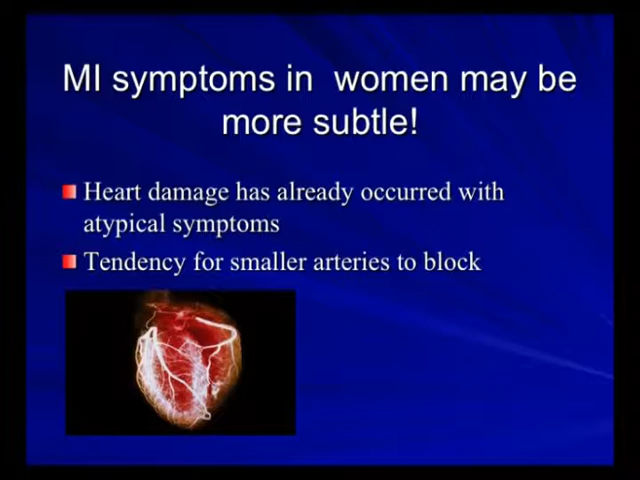 MI symptoms in women may be
more subtle!
Heart damage has already occurred with
atypical symptoms
Tendency for smaller arteries to block